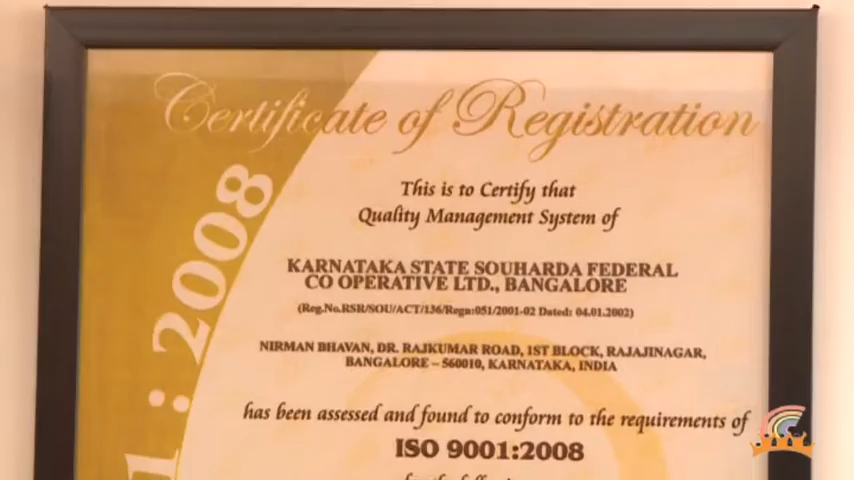 Certificate of Registration
This is to Certify that
Quality Management System of
KARNATAKA STATE SOUHARDA FEDERAL
CO OPERATIVE LTD., BANGALORE
(Reg.No.RSR/SOU/ACT/136/Regn:051/2001-02 Dated: 04.01.2002)
NIRMAN BHAVAN, DR. RAJKUMAR ROAD, 1ST BLOCK, RAJAJINAGAR,
BANGALORE – 560010, KARNATAKA, INDIA
has been assessed and found to conform to the requirements of
ISO 9001:2008
1 : 2008